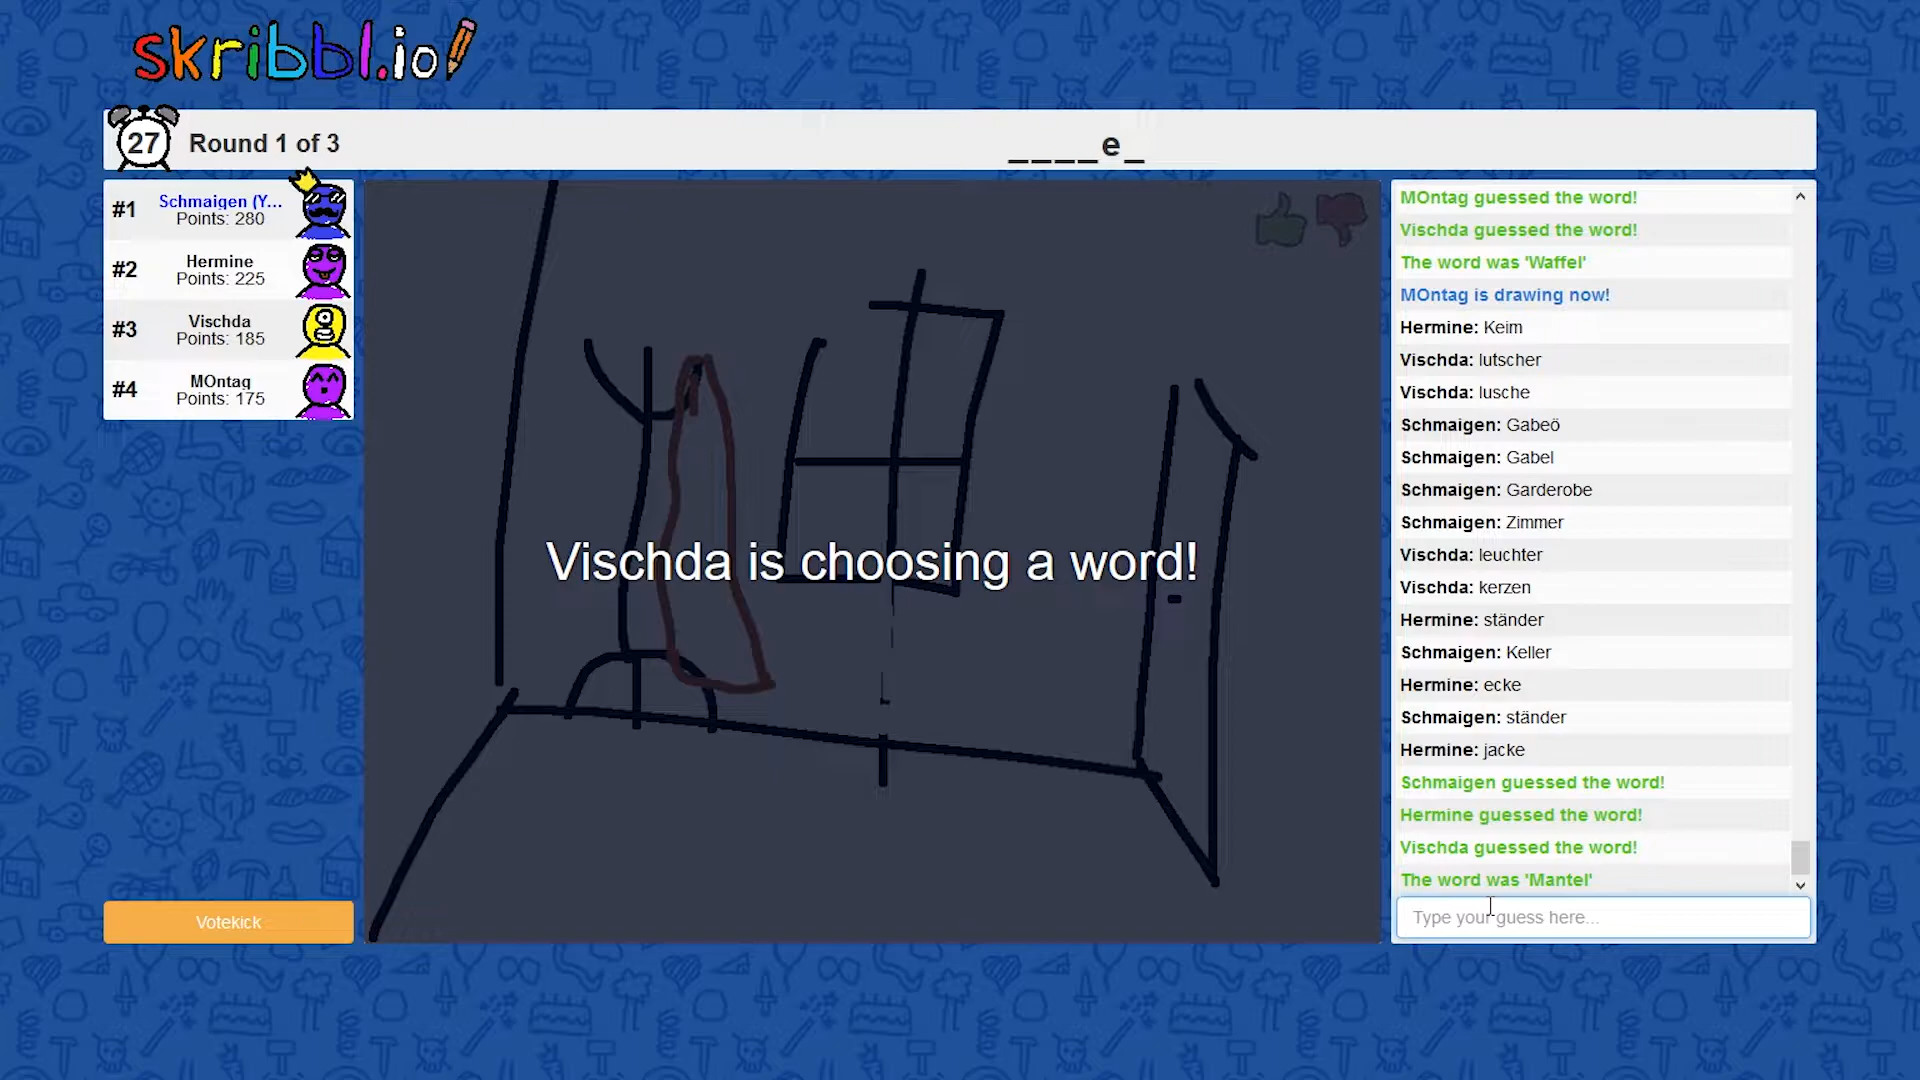 skribbl.io
27
Round 1 of 3
____e_
#1
Schmaigen (Y...
Points: 280
#2
Hermine
Points: 225
#3
Vischda
Points: 185
#4
MOntag
Points: 175
Votekick
Vischda is choosing a word!
MOntag guessed the word!
Vischda guessed the word!
The word was 'Waffel'
MOntag is drawing now!
Hermine: Keim
Vischda: lutscher
Vischda: lusche
Schmaigen: Gabeö
Schmaigen: Gabel
Schmaigen: Garderobe
Schmaigen: Zimmer
Vischda: leuchter
Vischda: kerzen
Hermine: ständer
Schmaigen: Keller
Hermine: ecke
Schmaigen: ständer
Hermine: jacke
Schmaigen guessed the word!
Hermine guessed the word!
Vischda guessed the word!
The word was 'Mantel'
Type your guess here...